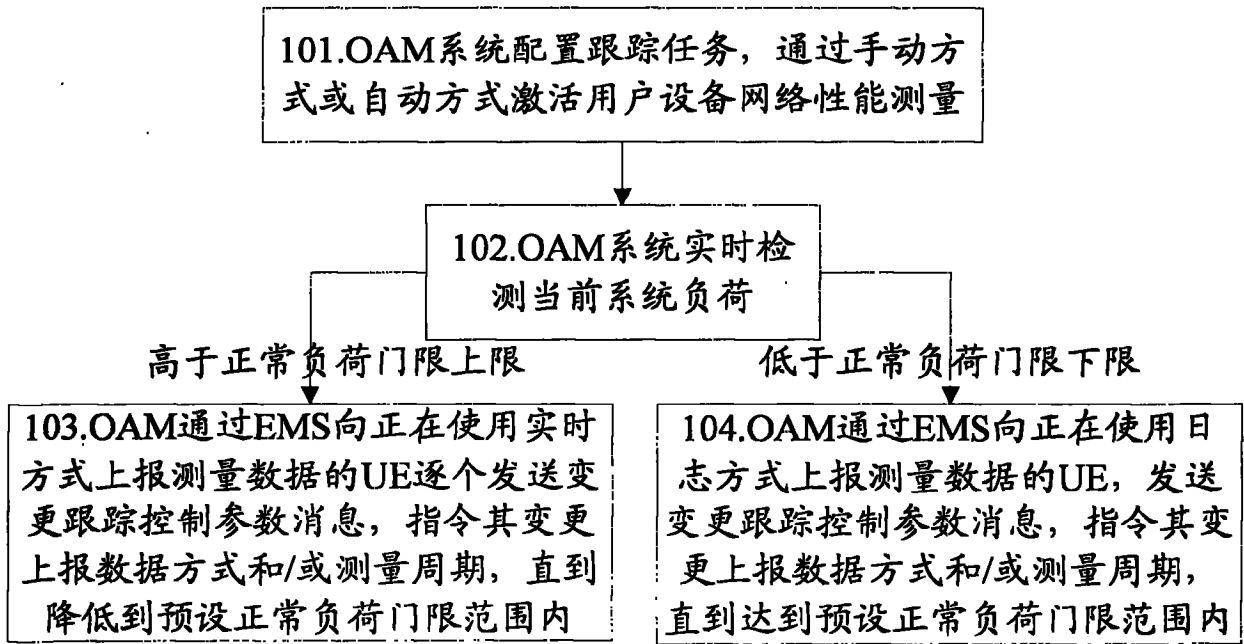 101.OAM系统配置跟踪任务，通过手动方
式或自动方式激活用户设备网络性能测量
102.OAM系统实时检
测当前系统负荷
高于正常负荷门限上限
低于正常负荷门限下限
103.OAM通过EMS向正在使用实时
方式上报测量数据的UE逐个发送变
更跟踪控制参数消息，指令其变更
上报数据方式和/或测量周期，直到
降低到预设正常负荷门限范围内
104.OAM通过EMS向正在使用日
志方式上报测量数据的UE，发送
变更跟踪控制参数消息，指令其变
更上报数据方式和/或测量周期，
直到达到预设正常负荷门限范围内